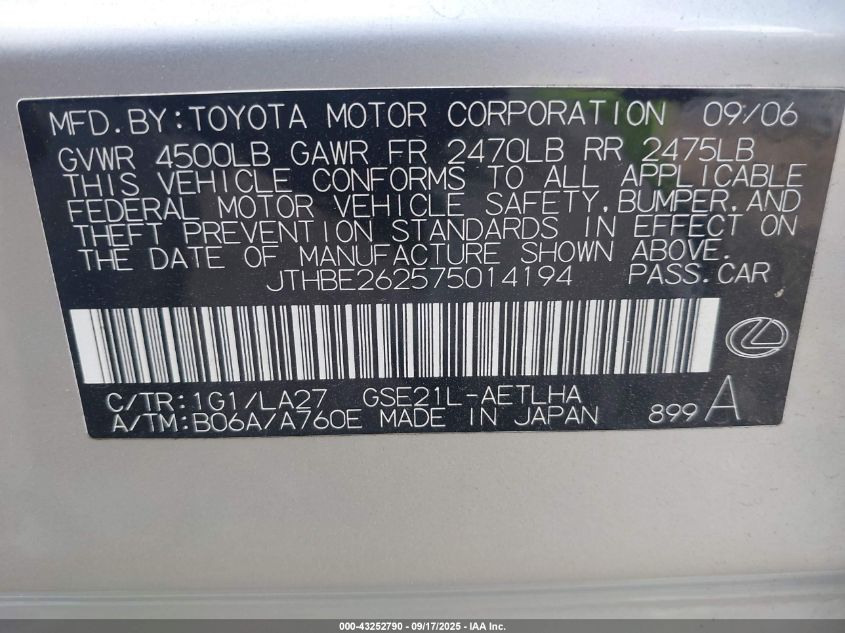 MFD.BY:TOYOTA MOTOR CORPORATION 09/06
GVWR 4500LB GAWR FR 2470LB RR 2475LB
THIS VEHICLE CONFORMS TO ALL APPLICABLE
FEDERAL MOTOR VEHICLE SAFETY,BUMPER,AND
THEFT PREVENTION STANDARDS IN EFFECT ON
THE DATE OF MANUFACTURE SHOWN ABOVE.
JTHBE262575014194 PASS.CAR
C/TR:1G1/LA27 GSE21L-AETLHA
A/TM:B06A/A760E MADE IN JAPAN 899A
000-43252790 - 09/17/2025 - IAA Inc.